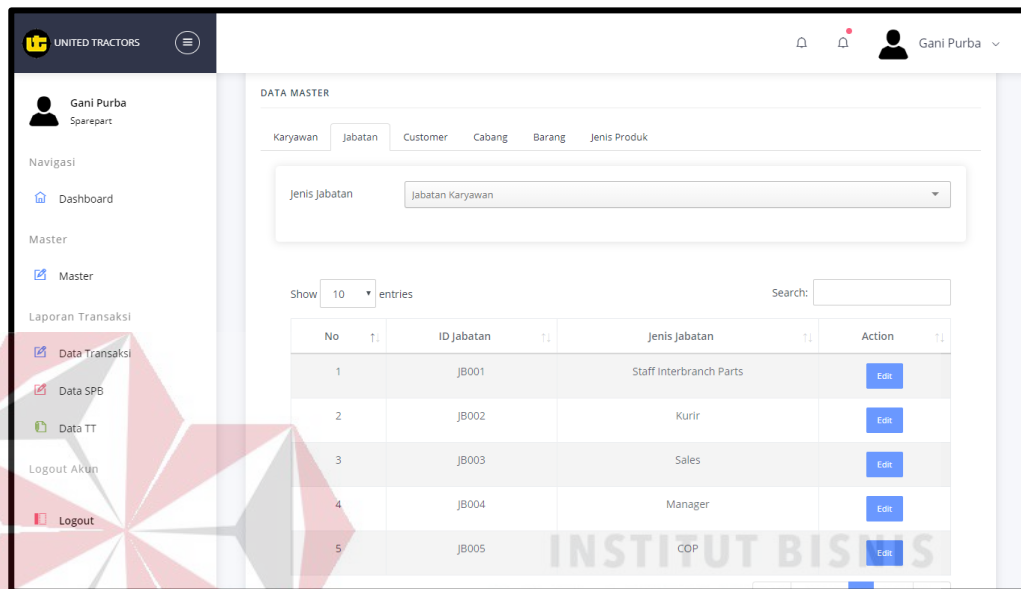 UNITED TRACTORS
Gani Purba
Gani Purba
Sparepart
Navigasi
Dashboard
Master
Master
Laporan Transaksi
Data Transaksi
Data SPB
Data TT
Logout Akun
Logout
DATA MASTER
Karyawan Jabatan Customer Cabang Barang Jenis Produk
Jenis Jabatan Jabatan Karyawan
Show 10 entries Search:
No ID Jabatan Jenis Jabatan Action
1 JB001 Staff Interbranch Parts Edit
2 JB002 Kurir Edit
3 JB003 Sales Edit
4 JB004 Manager Edit
5 JB005 COP Edit
INSTITUT BISNIS